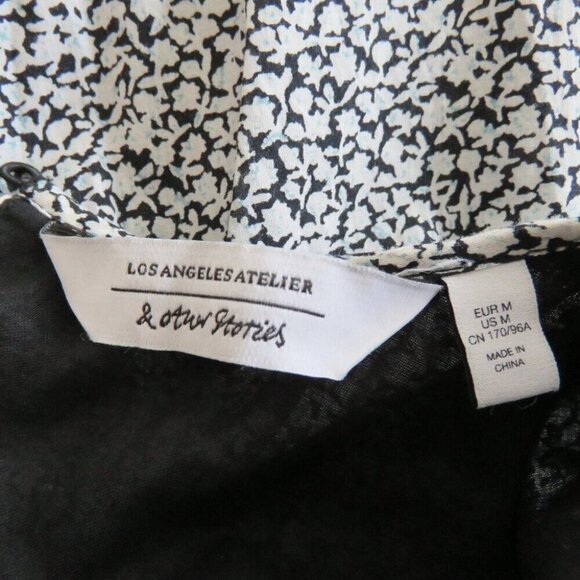 LOS ANGELES ATELIER
& other Stories
EUR M
US M
CN 170/96A
MADE IN
CHINA